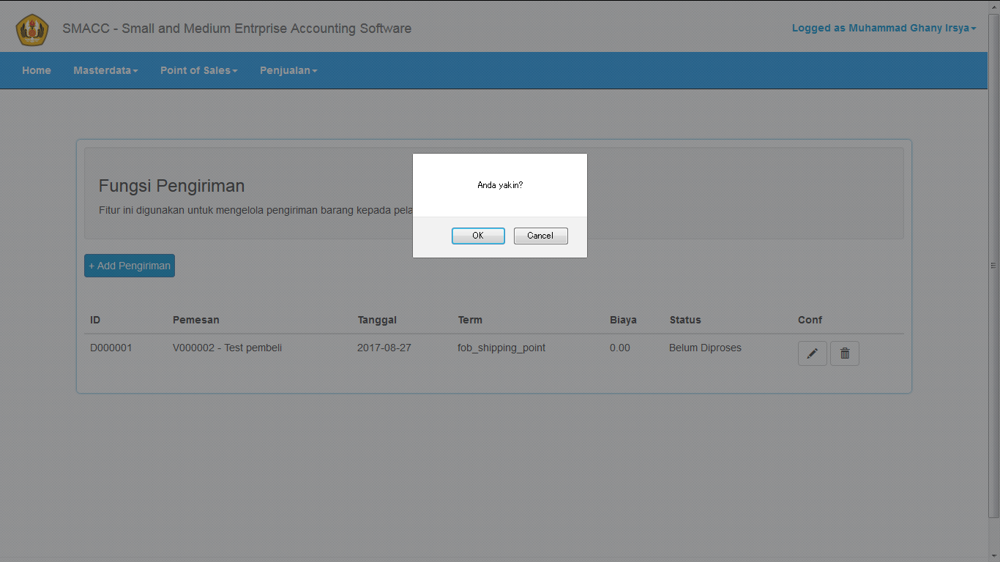 SMACC - Small and Medium Entrprise Accounting Software
Logged as Muhammad Ghany Irsya
Home Masterdata Point of Sales Penjualan
Fungsi Pengiriman
Fitur ini digunakan untuk mengelola pengiriman barang kepada
Anda yakin?
OK Cancel
+ Add Pengiriman
ID Pemesan Tanggal Term Biaya Status Conf
D000001 V000002 - Test pembeli 2017-08-27 fob_shipping_point 0.00 Belum Diproses